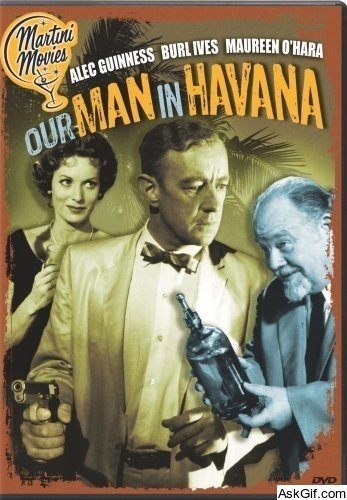 Martini
Movies
ALEC GUINNESS BURL IVES MAUREEN O'HARA
OUR MAN IN HAVANA
DVD
AskGif.com